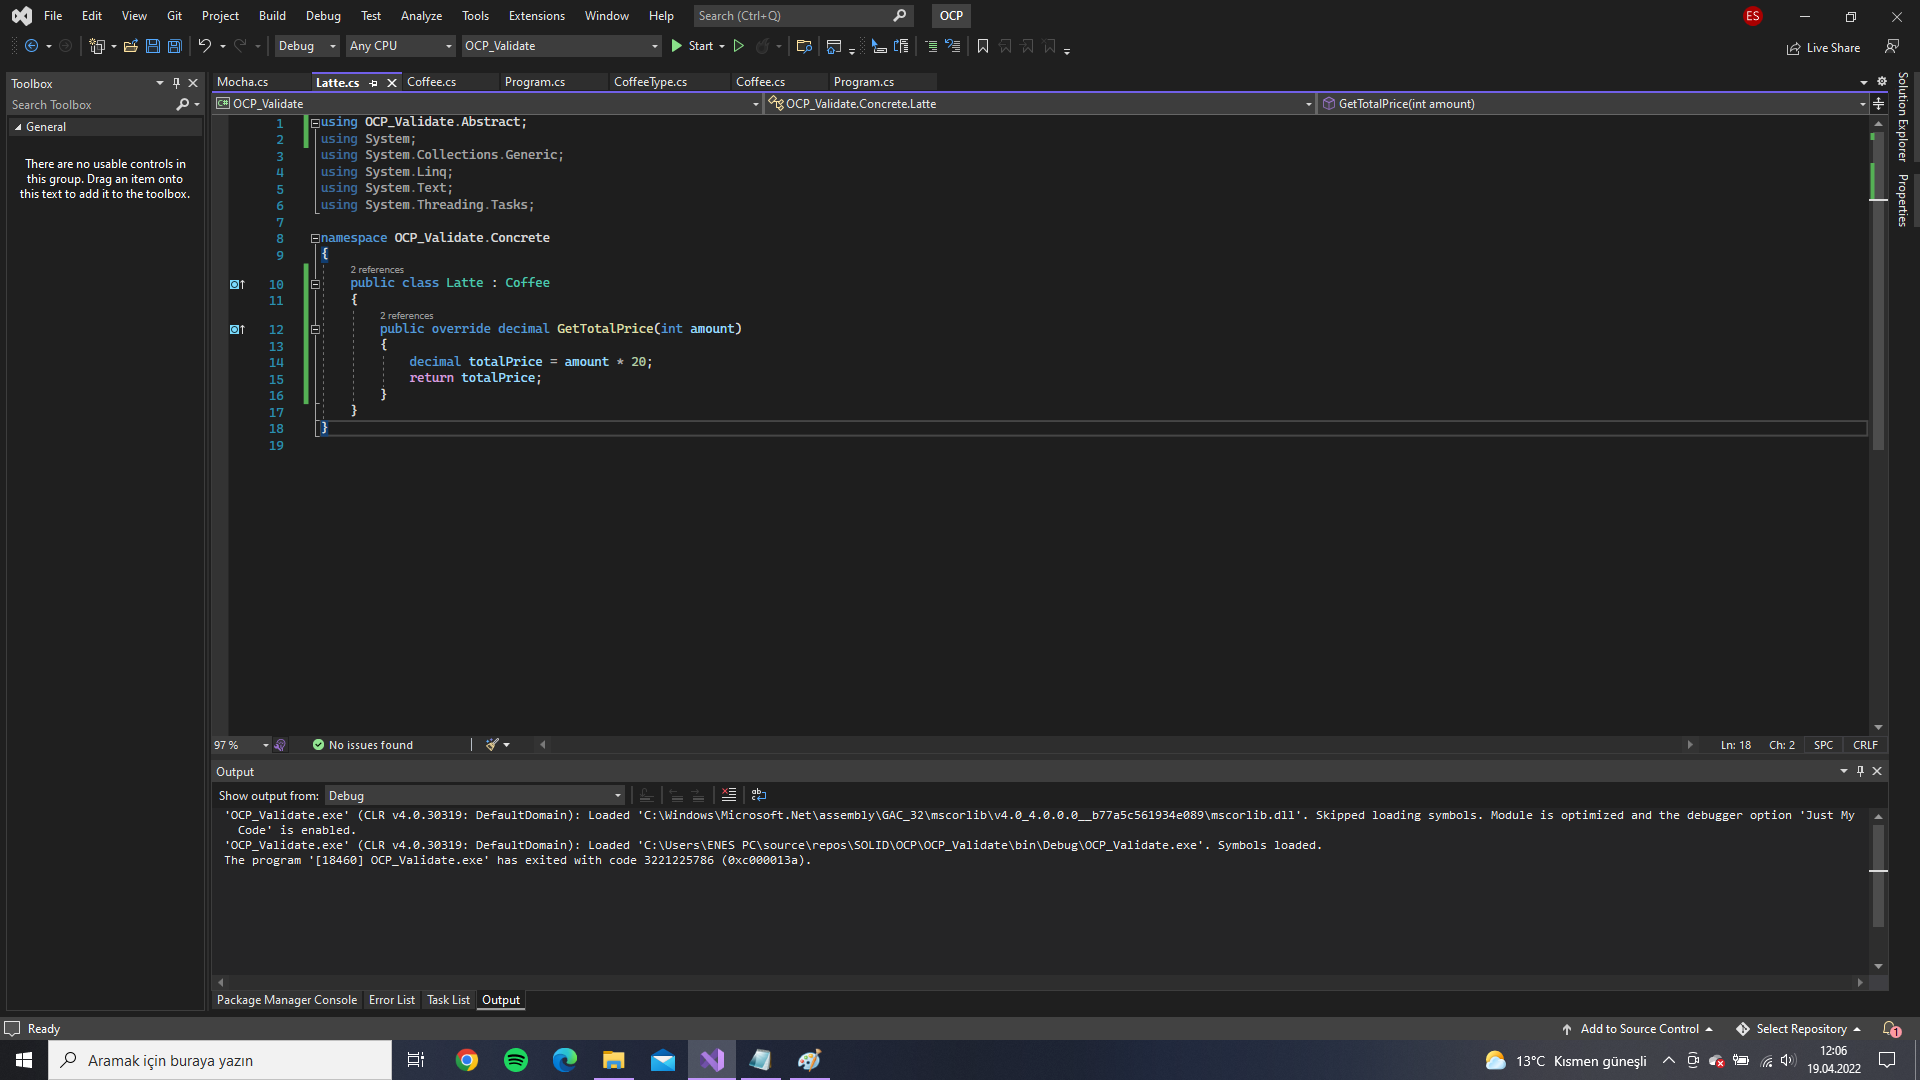 File Edit View Git Project Build Debug Test Analyze Tools Extensions Window Help Search (Ctrl+Q) OCP ES
Debug Any CPU OCP_Validate Start Live Share
Toolbox
Search Toolbox
General
There are no usable controls in
this group. Drag an item onto
this text to add it to the toolbox.
Mocha.cs Latte.cs Coffee.cs Program.cs CoffeeType.cs Coffee.cs Program.cs
C# OCP_Validate OCP_Validate.Concrete.Latte GetTotalPrice(int amount)
1 using OCP_Validate.Abstract;
2 using System;
3 using System.Collections.Generic;
4 using System.Linq;
5 using System.Text;
6 using System.Threading.Tasks;
7
8 namespace OCP_Validate.Concrete
9 {
2 references
10 public class Latte : Coffee
11 {
2 references
12 public override decimal GetTotalPrice(int amount)
13 {
14 decimal totalPrice = amount * 20;
15 return totalPrice;
16 }
17 }
18 }
19
Solution Explorer
Properties
97 % No issues found Ln: 18 Ch: 2 SPC CRLF
Output
Show output from: Debug
'OCP_Validate.exe' (CLR v4.0.30319: DefaultDomain): Loaded 'C:\Windows\Microsoft.Net\assembly\GAC_32\mscorlib\v4.0_4.0.0.0__b77a5c561934e089\mscorlib.dll'. Skipped loading symbols. Module is optimized and the debugger option 'Just My
Code' is enabled.
'OCP_Validate.exe' (CLR v4.0.30319: DefaultDomain): Loaded 'C:\Users\ENES PC\source\repos\SOLID\OCP\OCP_Validate\bin\Debug\OCP_Validate.exe'. Symbols loaded.
The program '[18460] OCP_Validate.exe' has exited with code 3221225786 (0xc000013a).
Package Manager Console Error List Task List Output
Ready Add to Source Control Select Repository 1
Aramak için buraya yazın 13°C Kısmen güneşli 12:06
19.04.2022